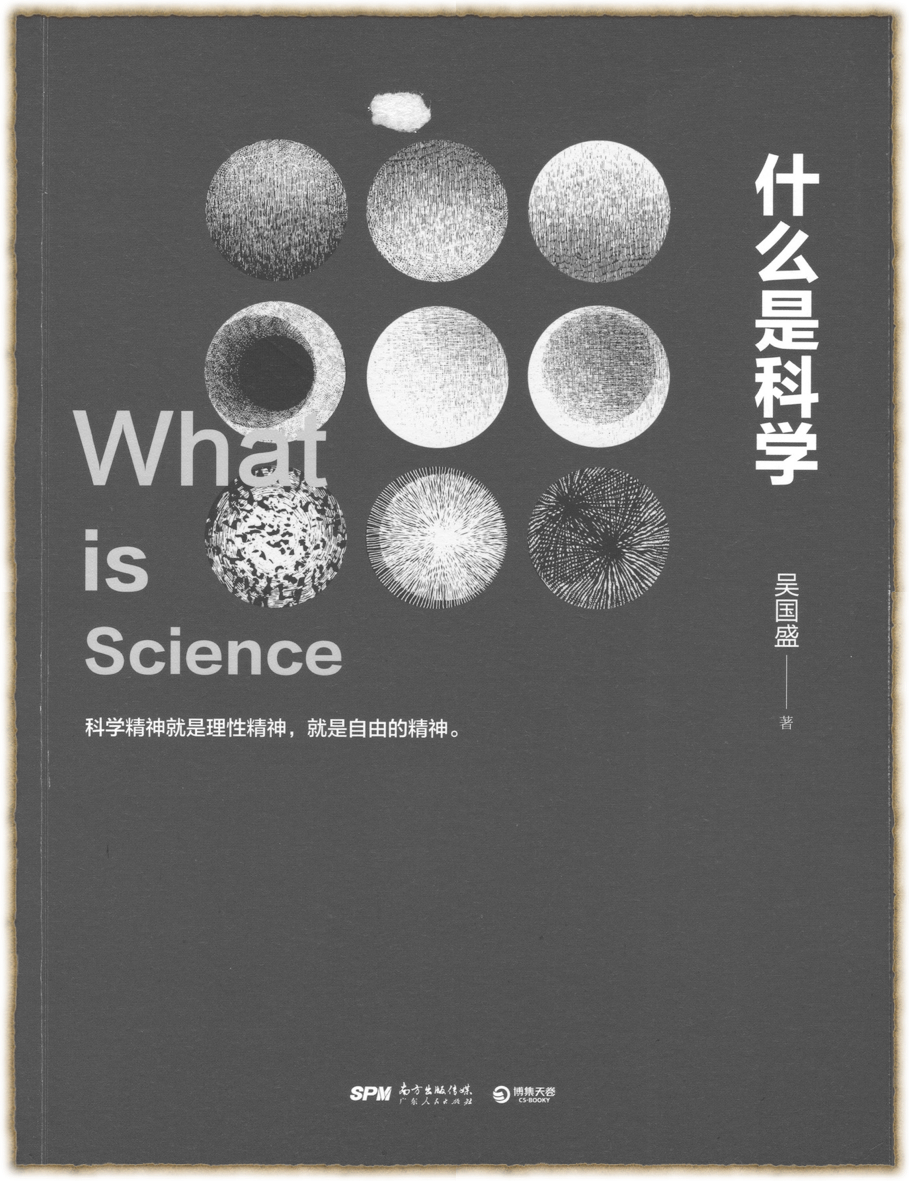 什么是科学
吴国盛
著
What
is
Science
科学精神就是理性精神，就是自由的精神。
SPM 南方出版传媒
广东人民出版社
博集天卷
CS-BOOKY